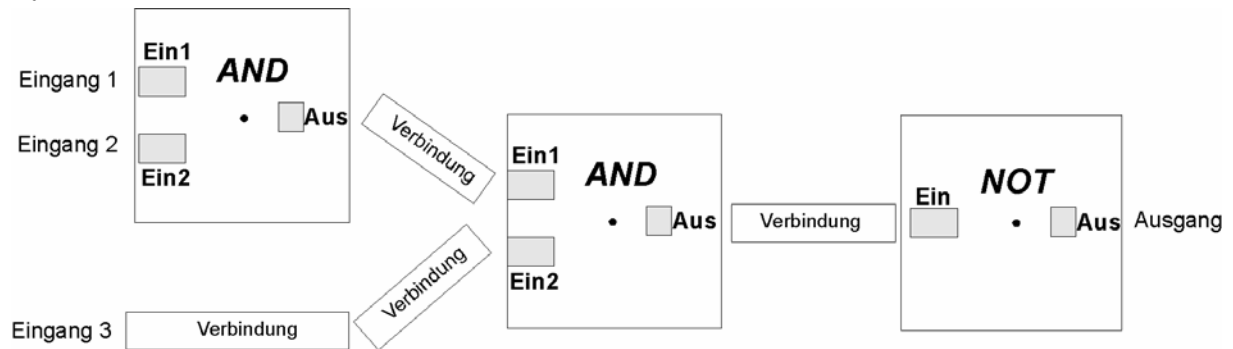 Eingang 1
Ein1
AND
Aus
Eingang 2
Ein2
Verbindung
Eingang 3
Verbindung
Verbindung
Ein1
AND
Aus
Ein2
Verbindung
Ein
NOT
Aus
Ausgang